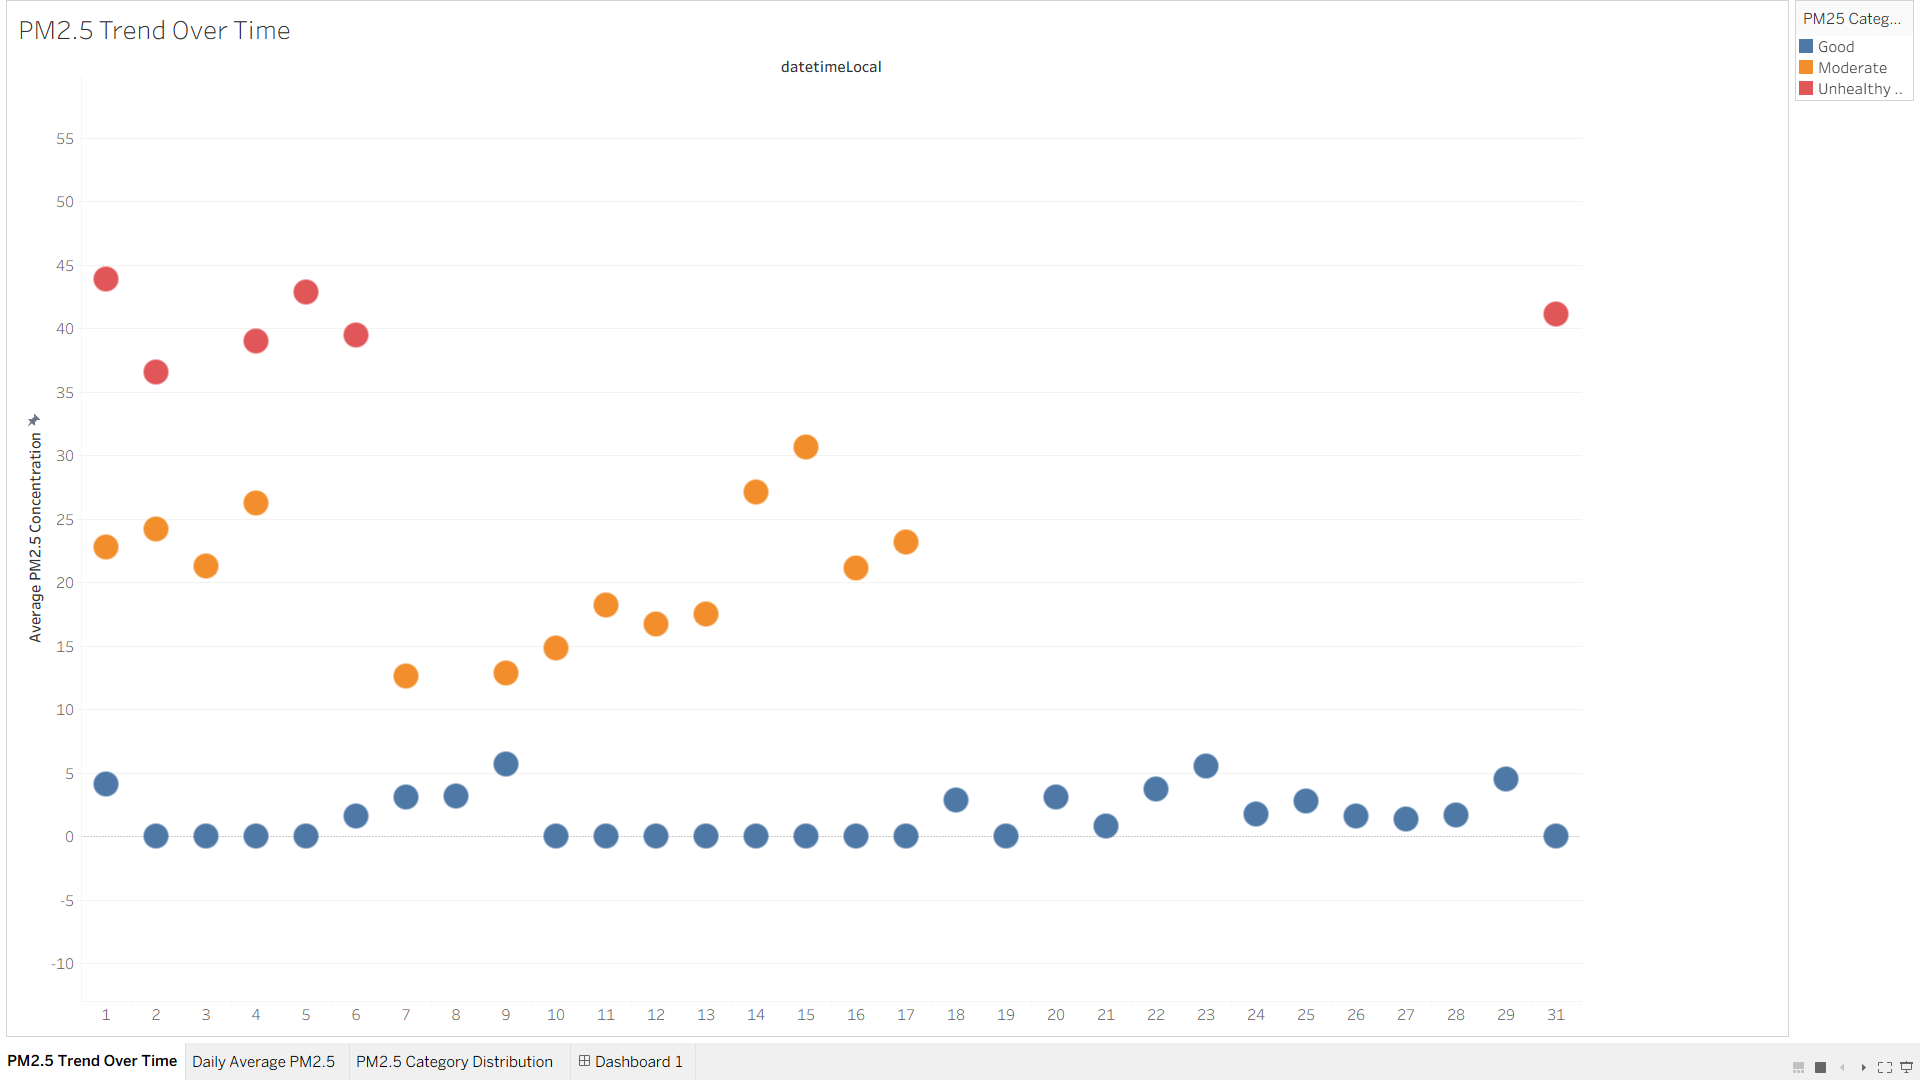 PM2.5 Trend Over Time
datetimeLocal
PM25 Categ...
Good
Moderate
Unhealthy ..
Average PM2.5 Concentration
55
50
45
40
35
30
25
20
15
10
5
0
-5
-10
1 2 3 4 5 6 7 8 9 10 11 12 13 14 15 16 17 18 19 20 21 22 23 24 25 26 27 28 29 31
PM2.5 Trend Over Time Daily Average PM2.5 PM2.5 Category Distribution Dashboard 1